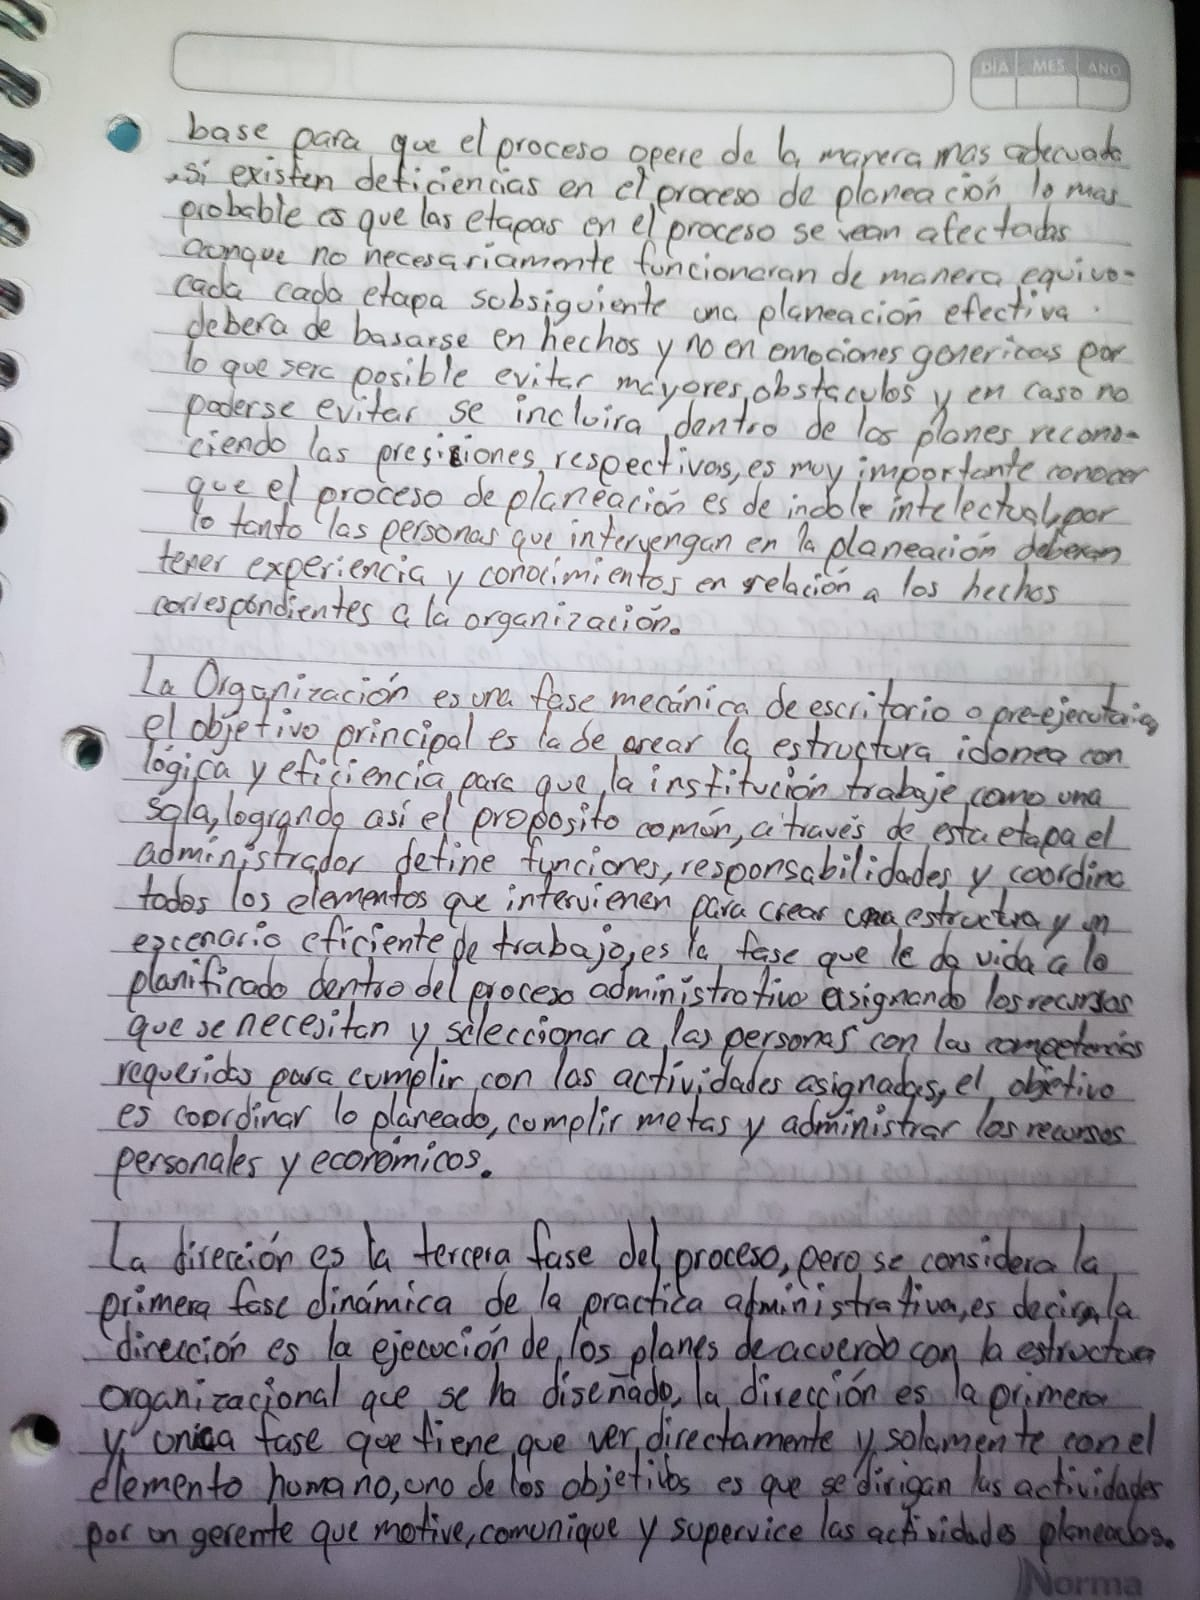 DÍA MES AÑO
base para que el proceso opere de la manera mas adecuada
si existen deficiencias en el proceso de planeación, lo mas
probable es que las etapas en el proceso se vean afectadas
aunque no necesariamente funcionaran de manera equivo-
cada cada etapa subsiguiente una planeación efectiva
debera de basarse en hechos y no en emociones genericas por
lo que sera posible evitar mayores obstaculos y en caso no
poderse evitar se incluira dentro de los planes recono-
ciendo las presiciones respectivas, es muy importante conocer
que el proceso de planeación es de indole intelectual, por
lo tanto las personas que intervengan en la planeación deberan
tener experiencia y conocimientos en relación a los hechos
correspondientes a la organización.
La Organización es una fase mecánica de escritorio o pre-ejecutoria,
el objetivo principal es la de crear la estructura idonea con
lógica y eficiencia para que la institución trabaje como una
sola, logrando así el proposito común, a través de esta etapa el
administrador define funciones, responsabilidades y coordina
todos los elementos que intervienen para crear una estructra y un
escenario eficiente de trabajo, es la fase que le da vida a lo
planificado dentro del proceso administrativo asignando los recursos
que se necesitan y seleccionar a las personas con las competencias
requeridas para cumplir con las actividades asignadas, el objetivo
es coordinar lo planeado, cumplir metas y administrar los recursos
personales y económicos.
La dirección es la tercera fase del proceso, pero se considera la
primera fase dinámica de la practica administrativa, es decir, la
dirección es la ejecución de los planes de acuerdo con la estructura
organizacional que se ha diseñado, la dirección es la primera
y unica fase que tiene que ver directamente y solamente con el
elemento humano, uno de los objetivos es que se dirigan las actividades
por un gerente que motive, comunique y supervice las actividades planeadas.
Norma